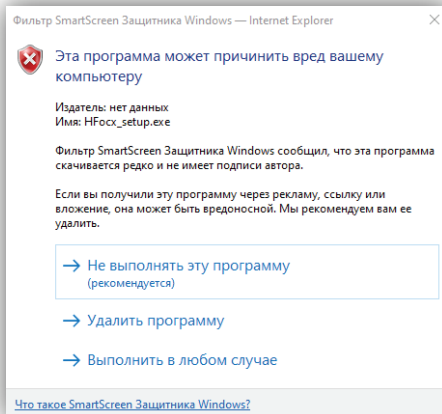 Фильтр SmartScreen Защитника Windows — Internet Explorer
Эта программа может причинить вред вашему
компьютеру
Издатель: нет данных
Имя: HFocx_setup.exe
Фильтр SmartScreen Защитника Windows сообщил, что эта программа
скачивается редко и не имеет подписи автора.
Если вы получили эту программу через рекламу, ссылку или
вложение, она может быть вредоносной. Мы рекомендуем вам ее
удалить.
Не выполнять эту программу
(рекомендуется)
Удалить программу
Выполнить в любом случае
Что такое SmartScreen Защитника Windows?